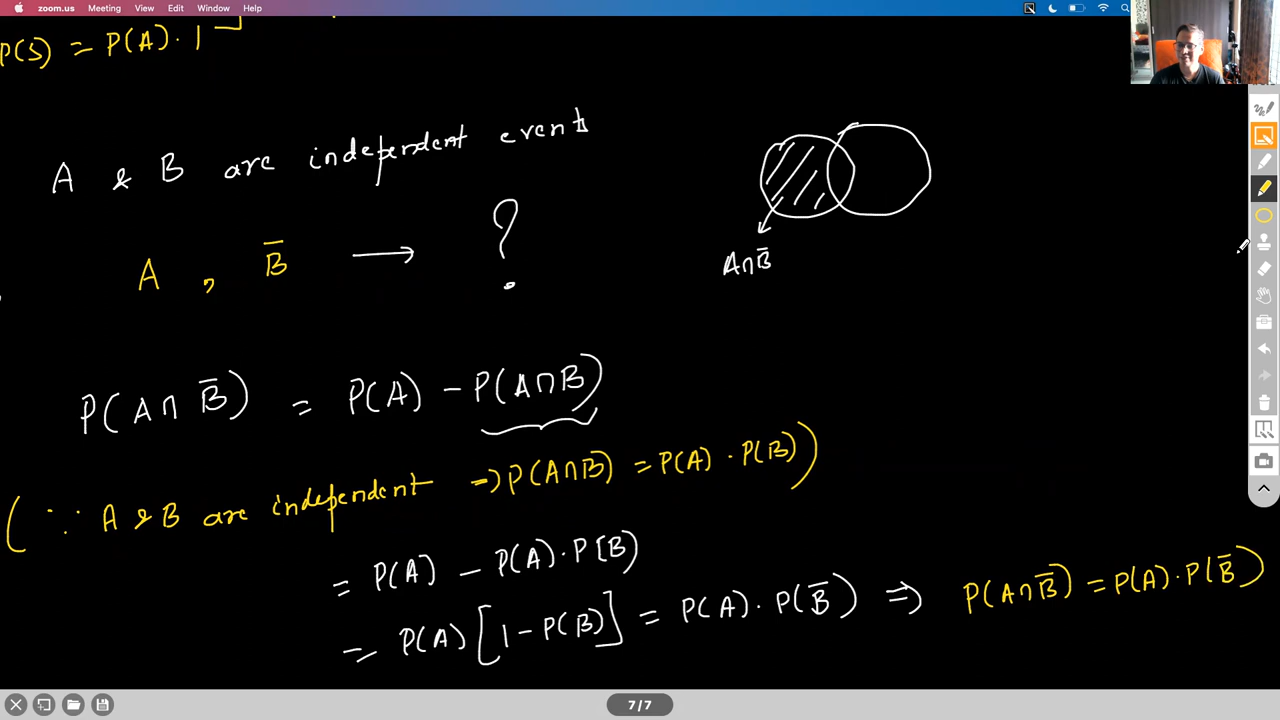 zoom.us Meeting View Edit Window Help
P(S) = P(A) · 1
A & B are independent events
A , B̅ → ?
A∩B̅
P(A∩B̅) = P(A) − P(A∩B)
(∵ A & B are independent → P(A∩B) = P(A) · P(B))
= P(A) − P(A) · P[B)
= P(A) [1 − P(B)] = P(A) · P(B̅) ⇒ P(A∩B̅) = P(A) · P(B̅)
7/7